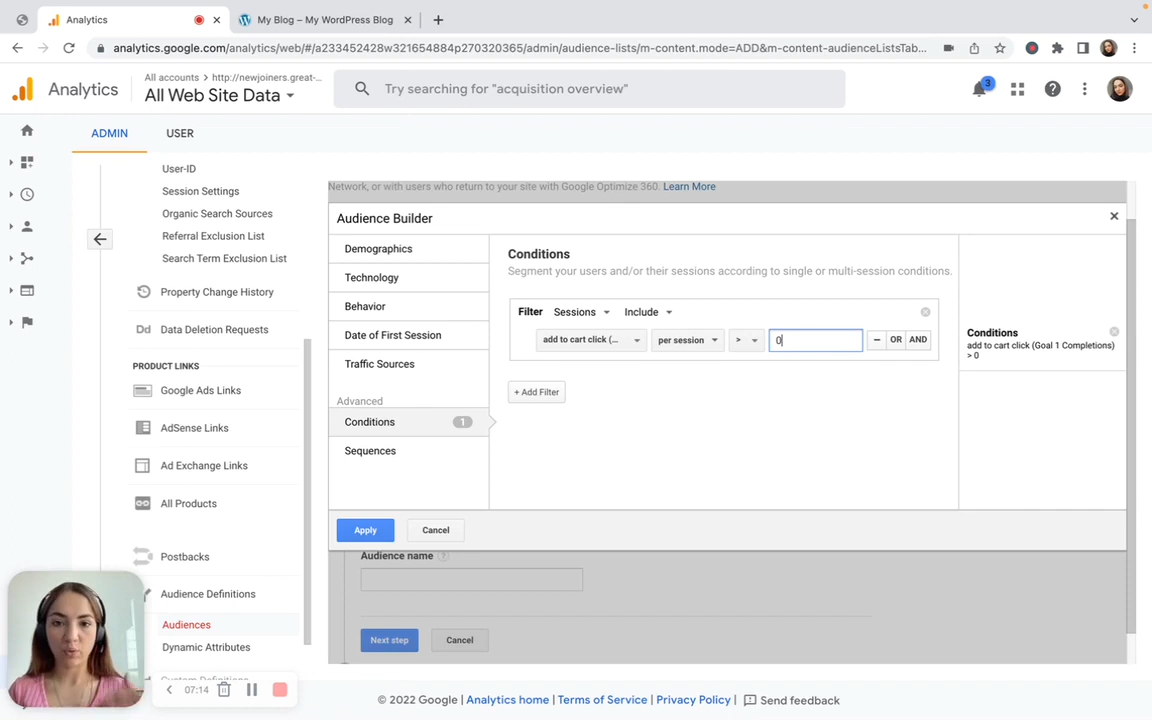 Analytics
My Blog – My WordPress Blog
analytics.google.com/analytics/web/#/a233452428w321654884p270320365/admin/audience-lists/m-content.mode=ADD&m-content-audienceListsTab...
Analytics
All accounts > http://newjoiners.great-...
All Web Site Data
Try searching for "acquisition overview"
3
ADMIN
USER
User-ID
Session Settings
Organic Search Sources
Referral Exclusion List
Search Term Exclusion List
Property Change History
Dd Data Deletion Requests
PRODUCT LINKS
Google Ads Links
AdSense Links
Ad Exchange Links
All Products
Postbacks
Audience Definitions
Audiences
Dynamic Attributes
Custom Definitions
07:14
Network, or with users who return to your site with Google Optimize 360. Learn More
Audience Builder
Demographics
Technology
Behavior
Date of First Session
Traffic Sources
Advanced
Conditions 1
Sequences
Conditions
Segment your users and/or their sessions according to single or multi-session conditions.
Filter Sessions Include
add to cart click (... per session > 0 – OR AND
+ Add Filter
Conditions
add to cart click (Goal 1 Completions)
> 0
Apply Cancel
Audience name ?
Next step Cancel
© 2022 Google | Analytics home | Terms of Service | Privacy Policy | Send feedback